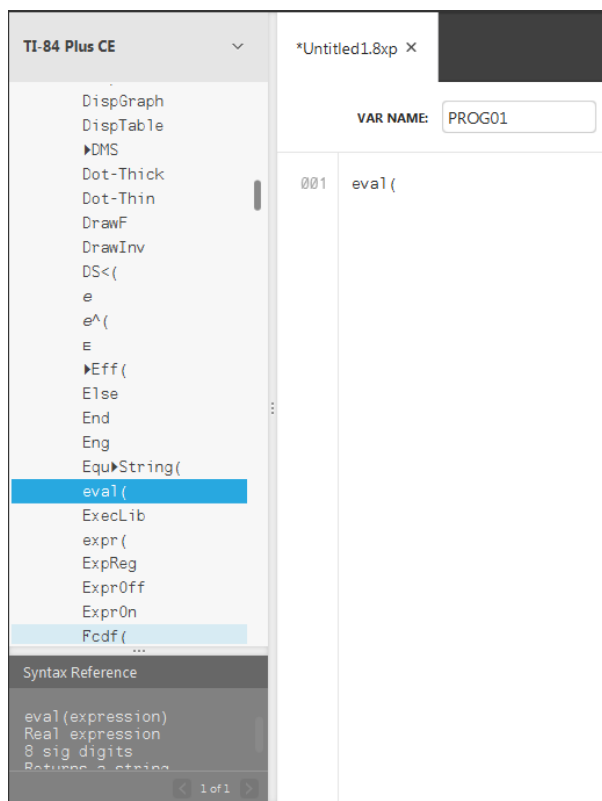 TI-84 Plus CE
*Untitled1.8xp ×
VAR NAME: PROG01
DispGraph
DispTable
▶DMS
Dot-Thick
Dot-Thin
DrawF
DrawInv
DS<(
e
e^(
ᴇ
▶Eff(
Else
End
Eng
Equ▶String(
eval(
ExecLib
expr(
ExpReg
ExprOff
ExprOn
Fcdf(
Syntax Reference
eval(expression)
Real expression
8 sig digits
Returns a string
1 of 1
001 eval(